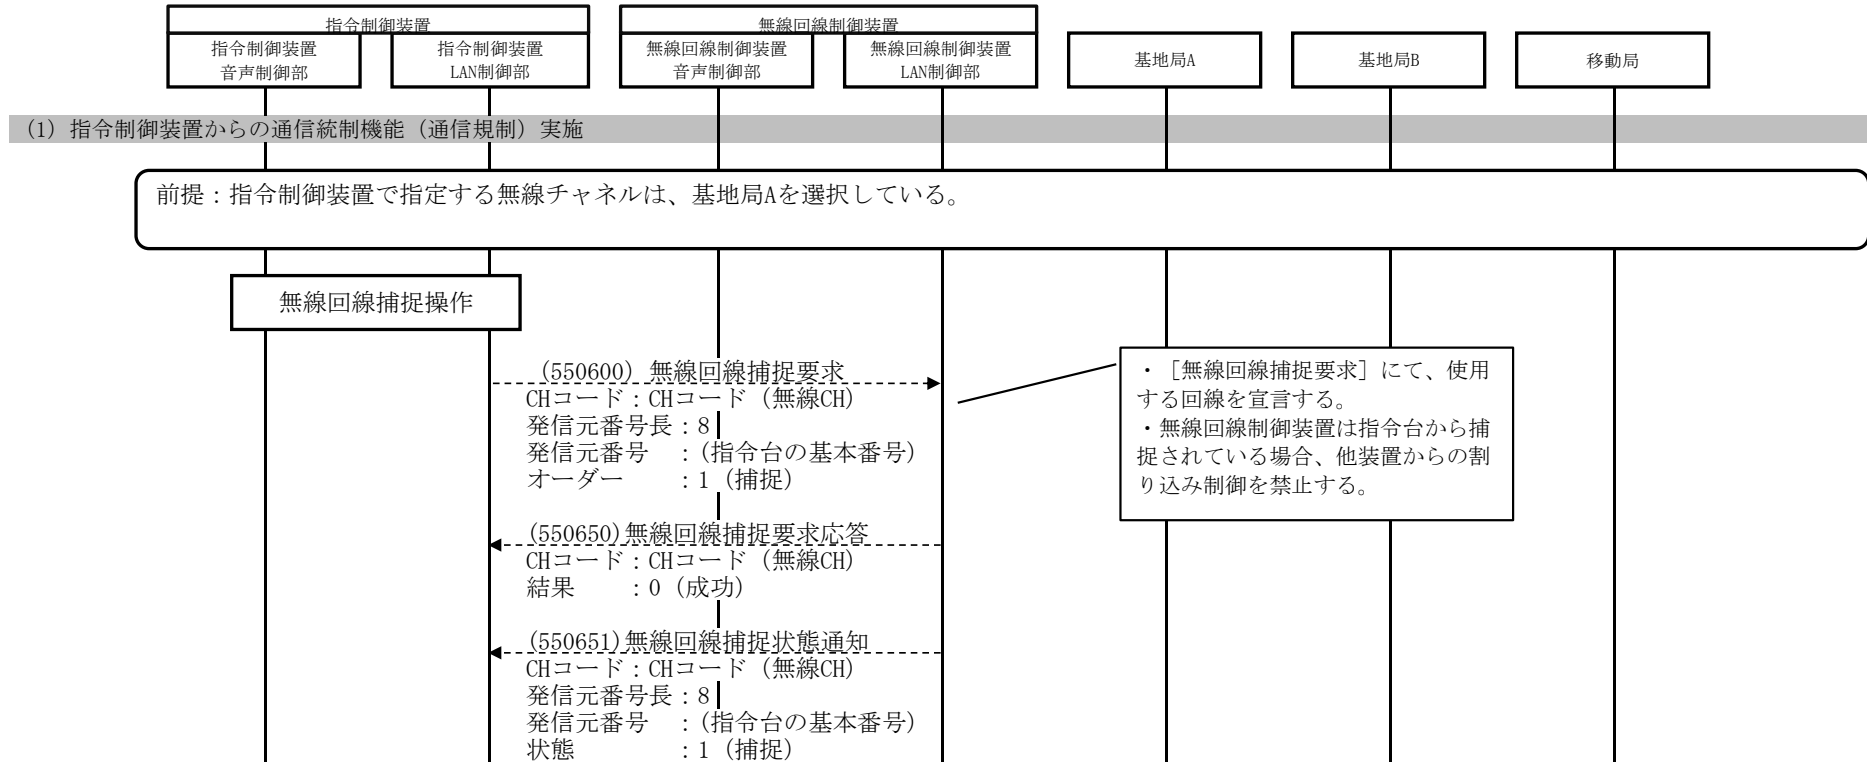 指令制御装置
無線回線制御装置
指令制御装置
音声制御部
指令制御装置
LAN制御部
無線回線制御装置
音声制御部
無線回線制御装置
LAN制御部
基地局A
基地局B
移動局
(1) 指令制御装置からの通信統制機能（通信規制）実施
前提：指令制御装置で指定する無線チャネルは、基地局Aを選択している。
無線回線捕捉操作
(550600) 無線回線捕捉要求
CHコード：CHコード（無線CH）
発信元番号長：8
発信元番号　：(指令台の基本番号)
オーダー　　：1（捕捉）
・［無線回線捕捉要求］にて、使用
する回線を宣言する。
・無線回線制御装置は指令台から捕
捉されている場合、他装置からの割
り込み制御を禁止する。
(550650)無線回線捕捉要求応答
CHコード：CHコード（無線CH）
結果　　：0（成功）
(550651)無線回線捕捉状態通知
CHコード：CHコード（無線CH）
発信元番号長：8
発信元番号　：(指令台の基本番号)
状態　　　　：1（捕捉）